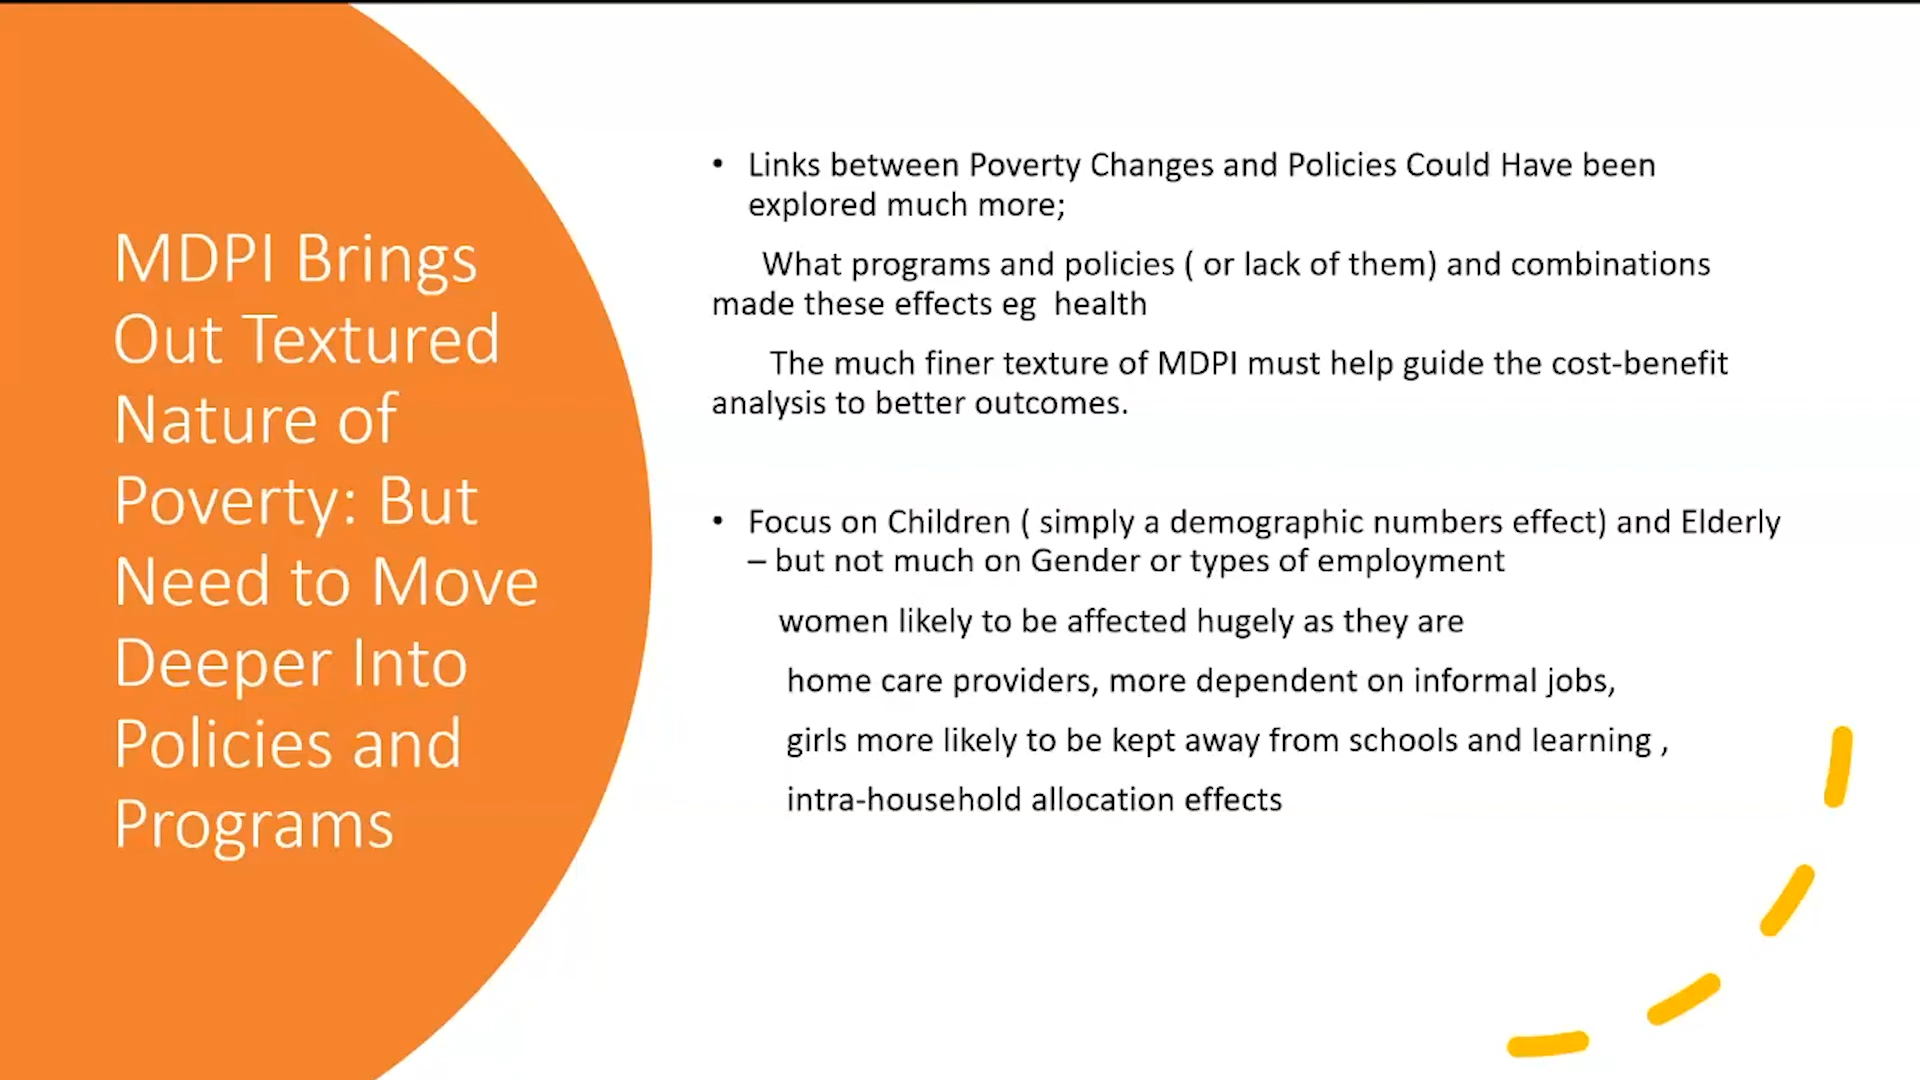 MDPI Brings
Out Textured
Nature of
Poverty: But
Need to Move
Deeper Into
Policies and
Programs
• Links between Poverty Changes and Policies Could Have been
explored much more;
What programs and policies ( or lack of them) and combinations
made these effects eg  health
The much finer texture of MDPI must help guide the cost-benefit
analysis to better outcomes.
• Focus on Children ( simply a demographic numbers effect) and Elderly
– but not much on Gender or types of employment
women likely to be affected hugely as they are
home care providers, more dependent on informal jobs,
girls more likely to be kept away from schools and learning ,
intra-household allocation effects